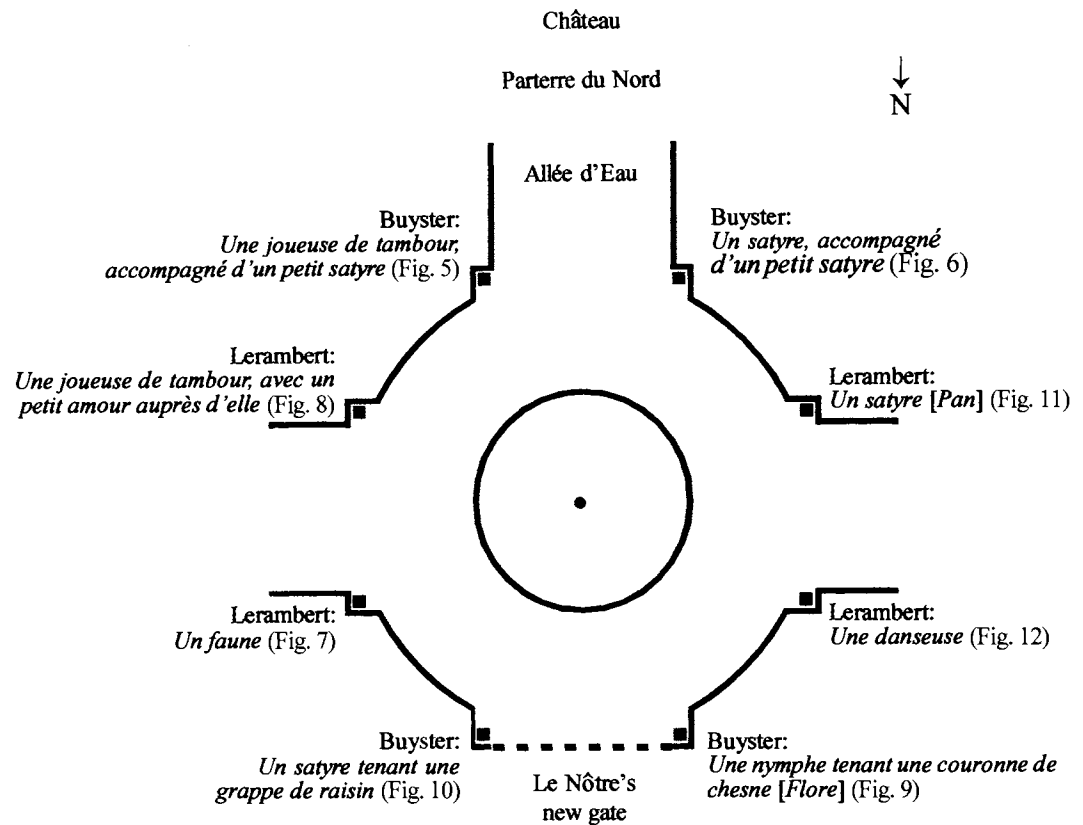 Château
Parterre du Nord
N
Allée d'Eau
Buyster:
Une joueuse de tambour,
accompagné d'un petit satyre (Fig. 5)
Buyster:
Un satyre, accompagné
d'un petit satyre (Fig. 6)
Lerambert:
Une joueuse de tambour, avec un
petit amour auprès d'elle (Fig. 8)
Lerambert:
Un satyre [Pan] (Fig. 11)
Lerambert:
Un faune (Fig. 7)
Lerambert:
Une danseuse (Fig. 12)
Buyster:
Un satyre tenant une
grappe de raisin (Fig. 10)
Le Nôtre's
new gate
Buyster:
Une nymphe tenant une couronne de
chesne [Flore] (Fig. 9)